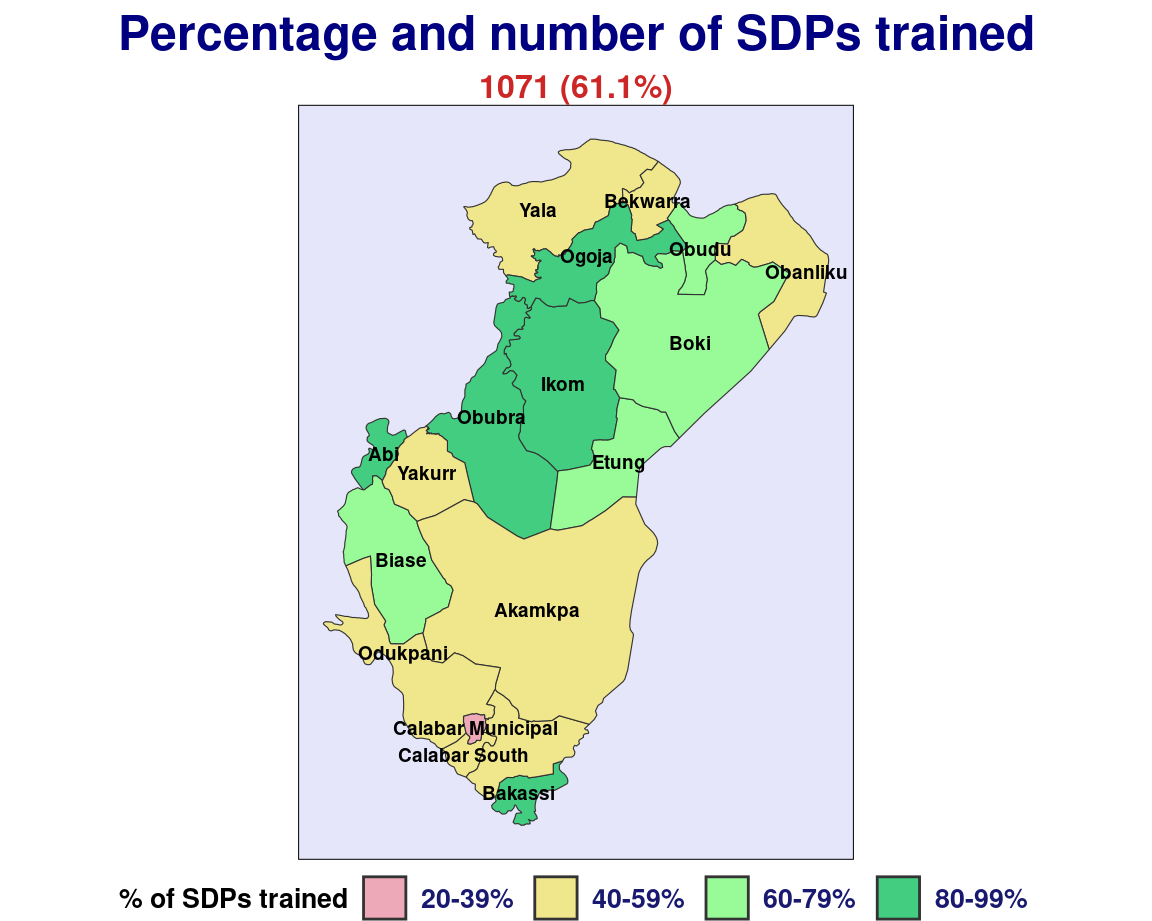 Percentage and number of SDPs trained
1071 (61.1%)
Yala
Bekwarra
Ogoja
Obudu
Obanliku
Boki
Ikom
Obubra
Abi
Yakurr
Etung
Biase
Akamkpa
Odukpani
Calabar Municipal
Calabar South
Bakassi
% of SDPs trained 20-39% 40-59% 60-79% 80-99%